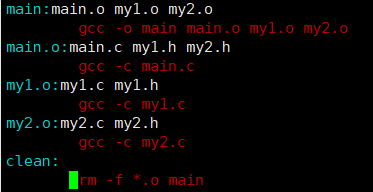 main:main.o my1.o my2.o
        gcc -o main main.o my1.o my2.o
main.o:main.c my1.h my2.h
        gcc -c main.c
my1.o:my1.c my1.h
        gcc -c my1.c
my2.o:my2.c my2.h
        gcc -c my2.c
clean:
        rm -f *.o main